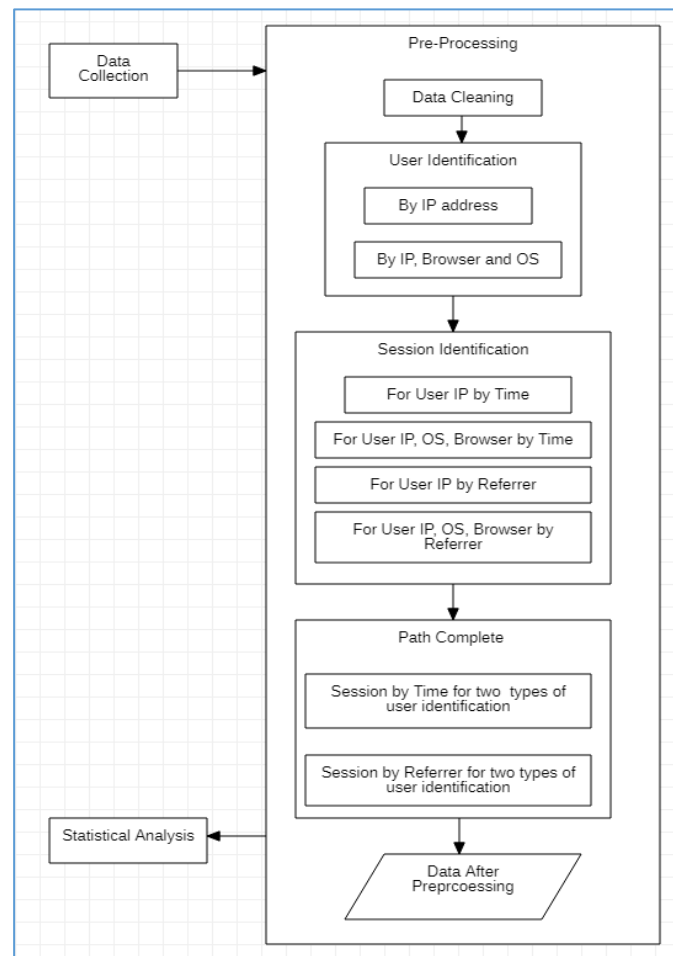 Data
Collection
Pre-Processing
Data Cleaning
User Identification
By IP address
By IP, Browser and OS
Session Identification
For User IP by Time
For User IP, OS, Browser by Time
For User IP by Referrer
For User IP, OS, Browser by
Referrer
Path Complete
Session by Time for two types of
user identification
Session by Referrer for two types of
user identification
Statistical Analysis
Data After
Preprcoessing